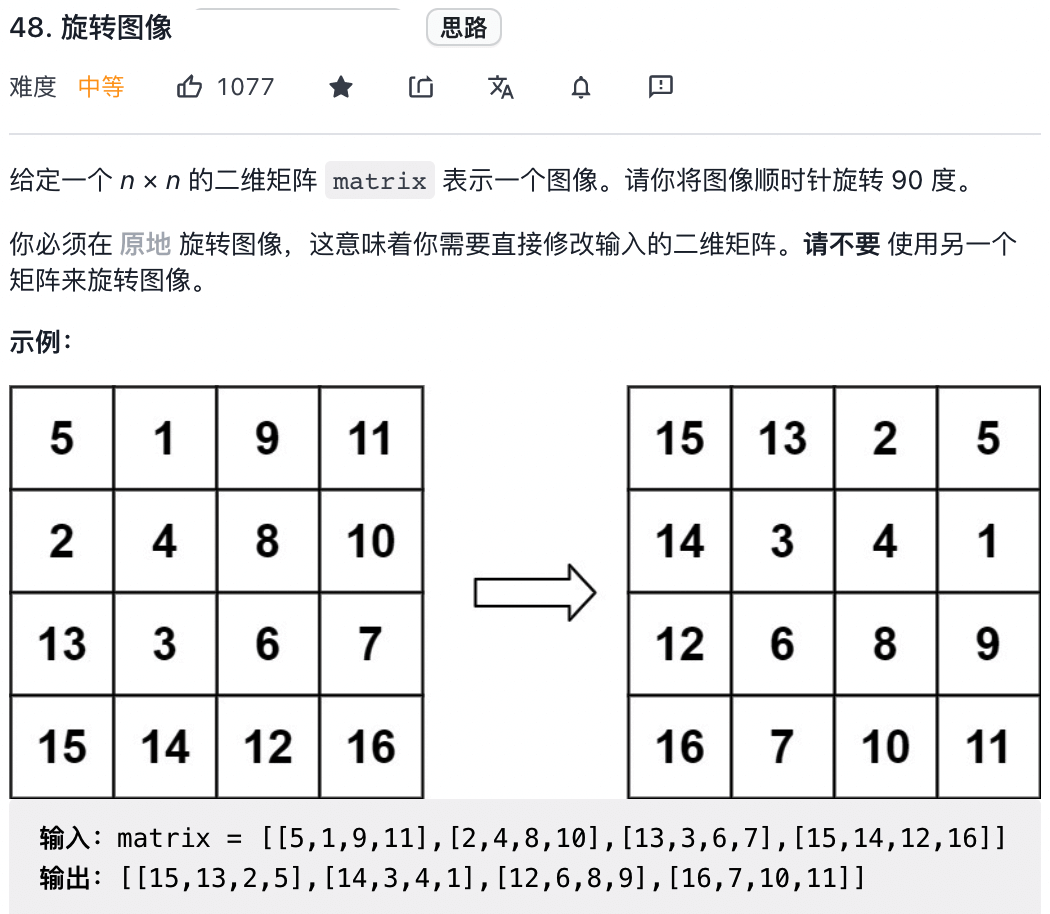 48. 旋转图像 思路
难度 中等 1077
给定一个 n × n 的二维矩阵 matrix 表示一个图像。请你将图像顺时针旋转 90 度。
你必须在 原地 旋转图像，这意味着你需要直接修改输入的二维矩阵。请不要 使用另一个
矩阵来旋转图像。
示例：
5 1 9 11 15 13 2 5
2 4 8 10 14 3 4 1
13 3 6 7 12 6 8 9
15 14 12 16 16 7 10 11
输入：matrix = [[5,1,9,11],[2,4,8,10],[13,3,6,7],[15,14,12,16]]
输出：[[15,13,2,5],[14,3,4,1],[12,6,8,9],[16,7,10,11]]